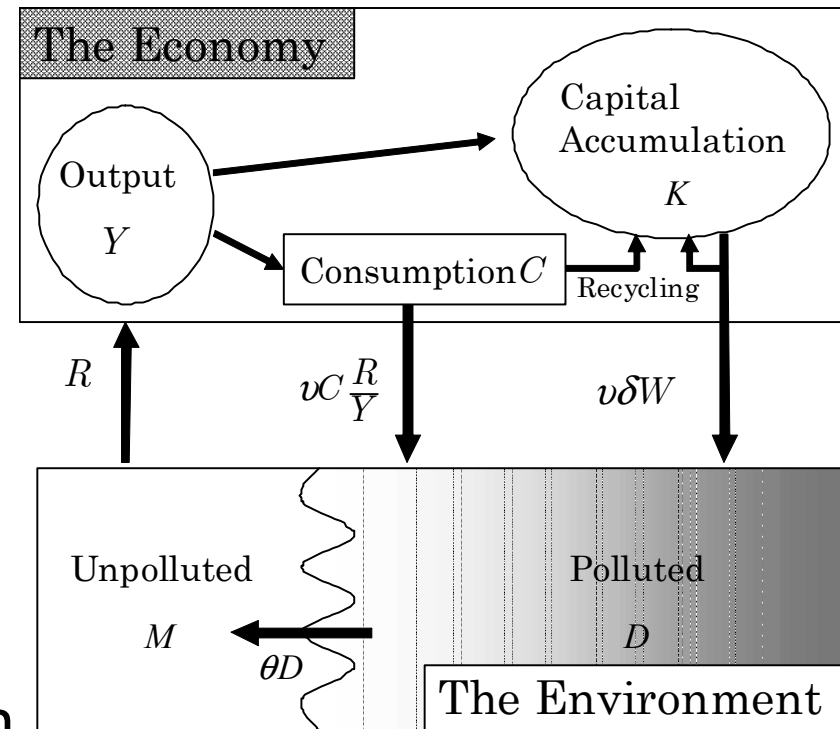 The Economy
Capital
Accumulation
K
Output
Y
Consumption C
Recycling
R
υC R/Y
υδW
Unpolluted
M
Polluted
D
θD
The Environment